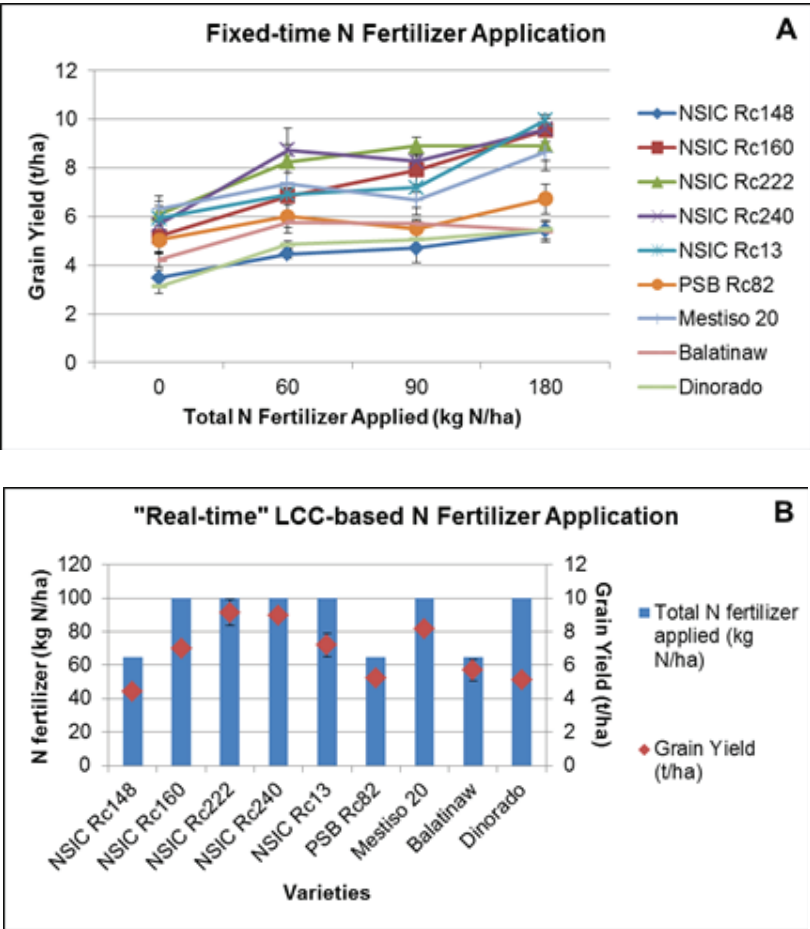 Fixed-time N Fertilizer Application
A
Grain Yield (t/ha)
12
10
8
6
4
2
0
0 60 90 180
Total N Fertilizer Applied (kg N/ha)
NSIC Rc148
NSIC Rc160
NSIC Rc222
NSIC Rc240
NSIC Rc13
PSB Rc82
Mestiso 20
Balatinaw
Dinorado
"Real-time" LCC-based N Fertilizer Application
B
N fertilizer (kg N/ha)
120
100
80
60
40
20
0
12
10
8
6
4
2
0
Grain Yield (t/ha)
NSIC Rc148
NSIC Rc160
NSIC Rc222
NSIC Rc240
NSIC Rc13
PSB Rc82
Mestiso 20
Balatinaw
Dinorado
Varieties
Total N fertilizer
applied (kg
N/ha)
Grain Yield
(t/ha)